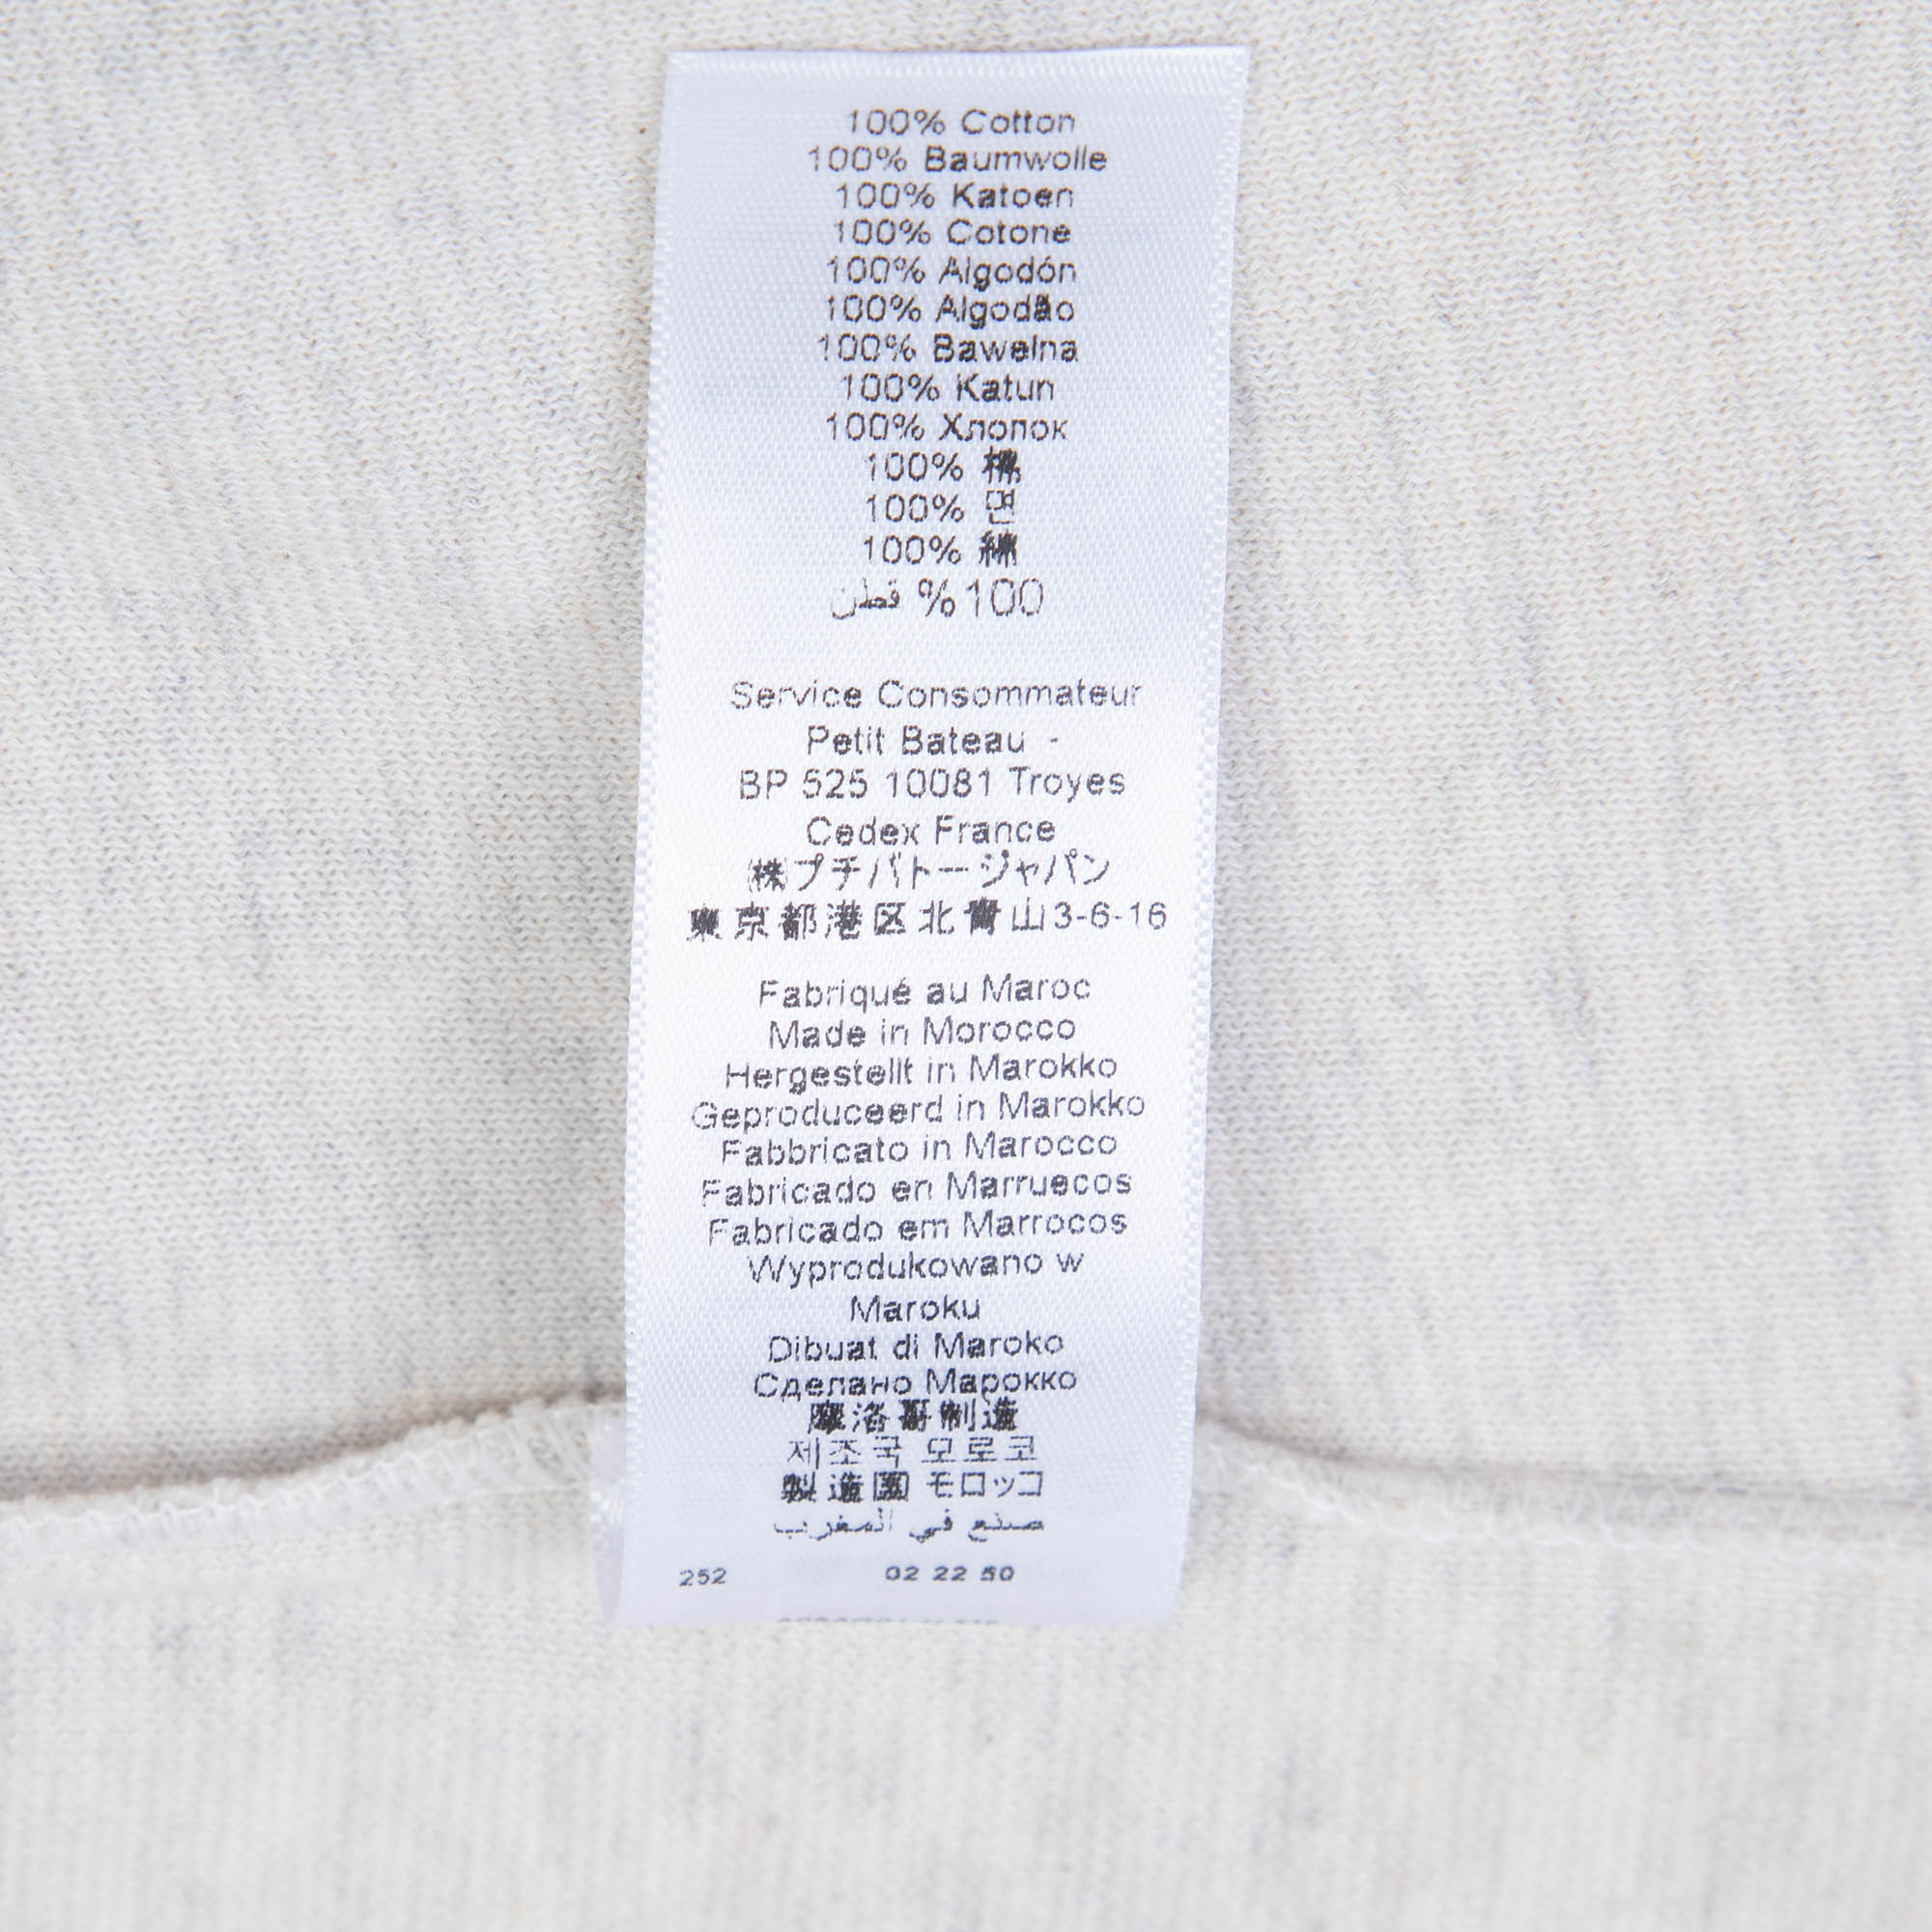 100% Cotton
100% Baumwolle
100% Katoen
100% Cotone
100% Algodón
100% Algodão
100% Bawełna
100% Katun
100% Хлопок
100% 棉
100% 면
100% 綿
100% قطن
Service Consommateur
Petit Bateau -
BP 525 10081 Troyes
Cedex France
(株)プチバトージャパン
東京都港区北青山3-6-16
Fabriqué au Maroc
Made in Morocco
Hergestellt in Marokko
Geproduceerd in Marokko
Fabbricato in Marocco
Fabricado en Marruecos
Fabricado em Marrocos
Wyprodukowano w
Maroku
Dibuat di Maroko
Сделано Марокко
摩洛哥制造
제조국 모로코
製造國 モロッコ
صنع في المغرب
252 02 22 50